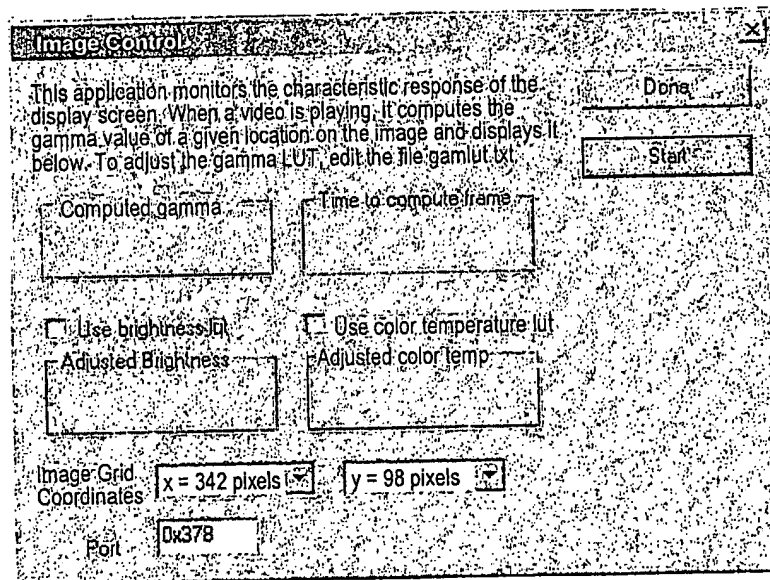 Image Control
This application monitors the characteristic response of the
display screen. When a video is playing, it computes the
gamma value of a given location on the image and displays it
below. To adjust the gamma LUT, edit the file gamlut.txt.
Done
Start
Computed gamma
Time to compute frame
Use brightness lut
Use color temperature lut
Adjusted Brightness
Adjusted color temp
Image Grid
Coordinates
x = 342 pixels
y = 98 pixels
Port
0x378